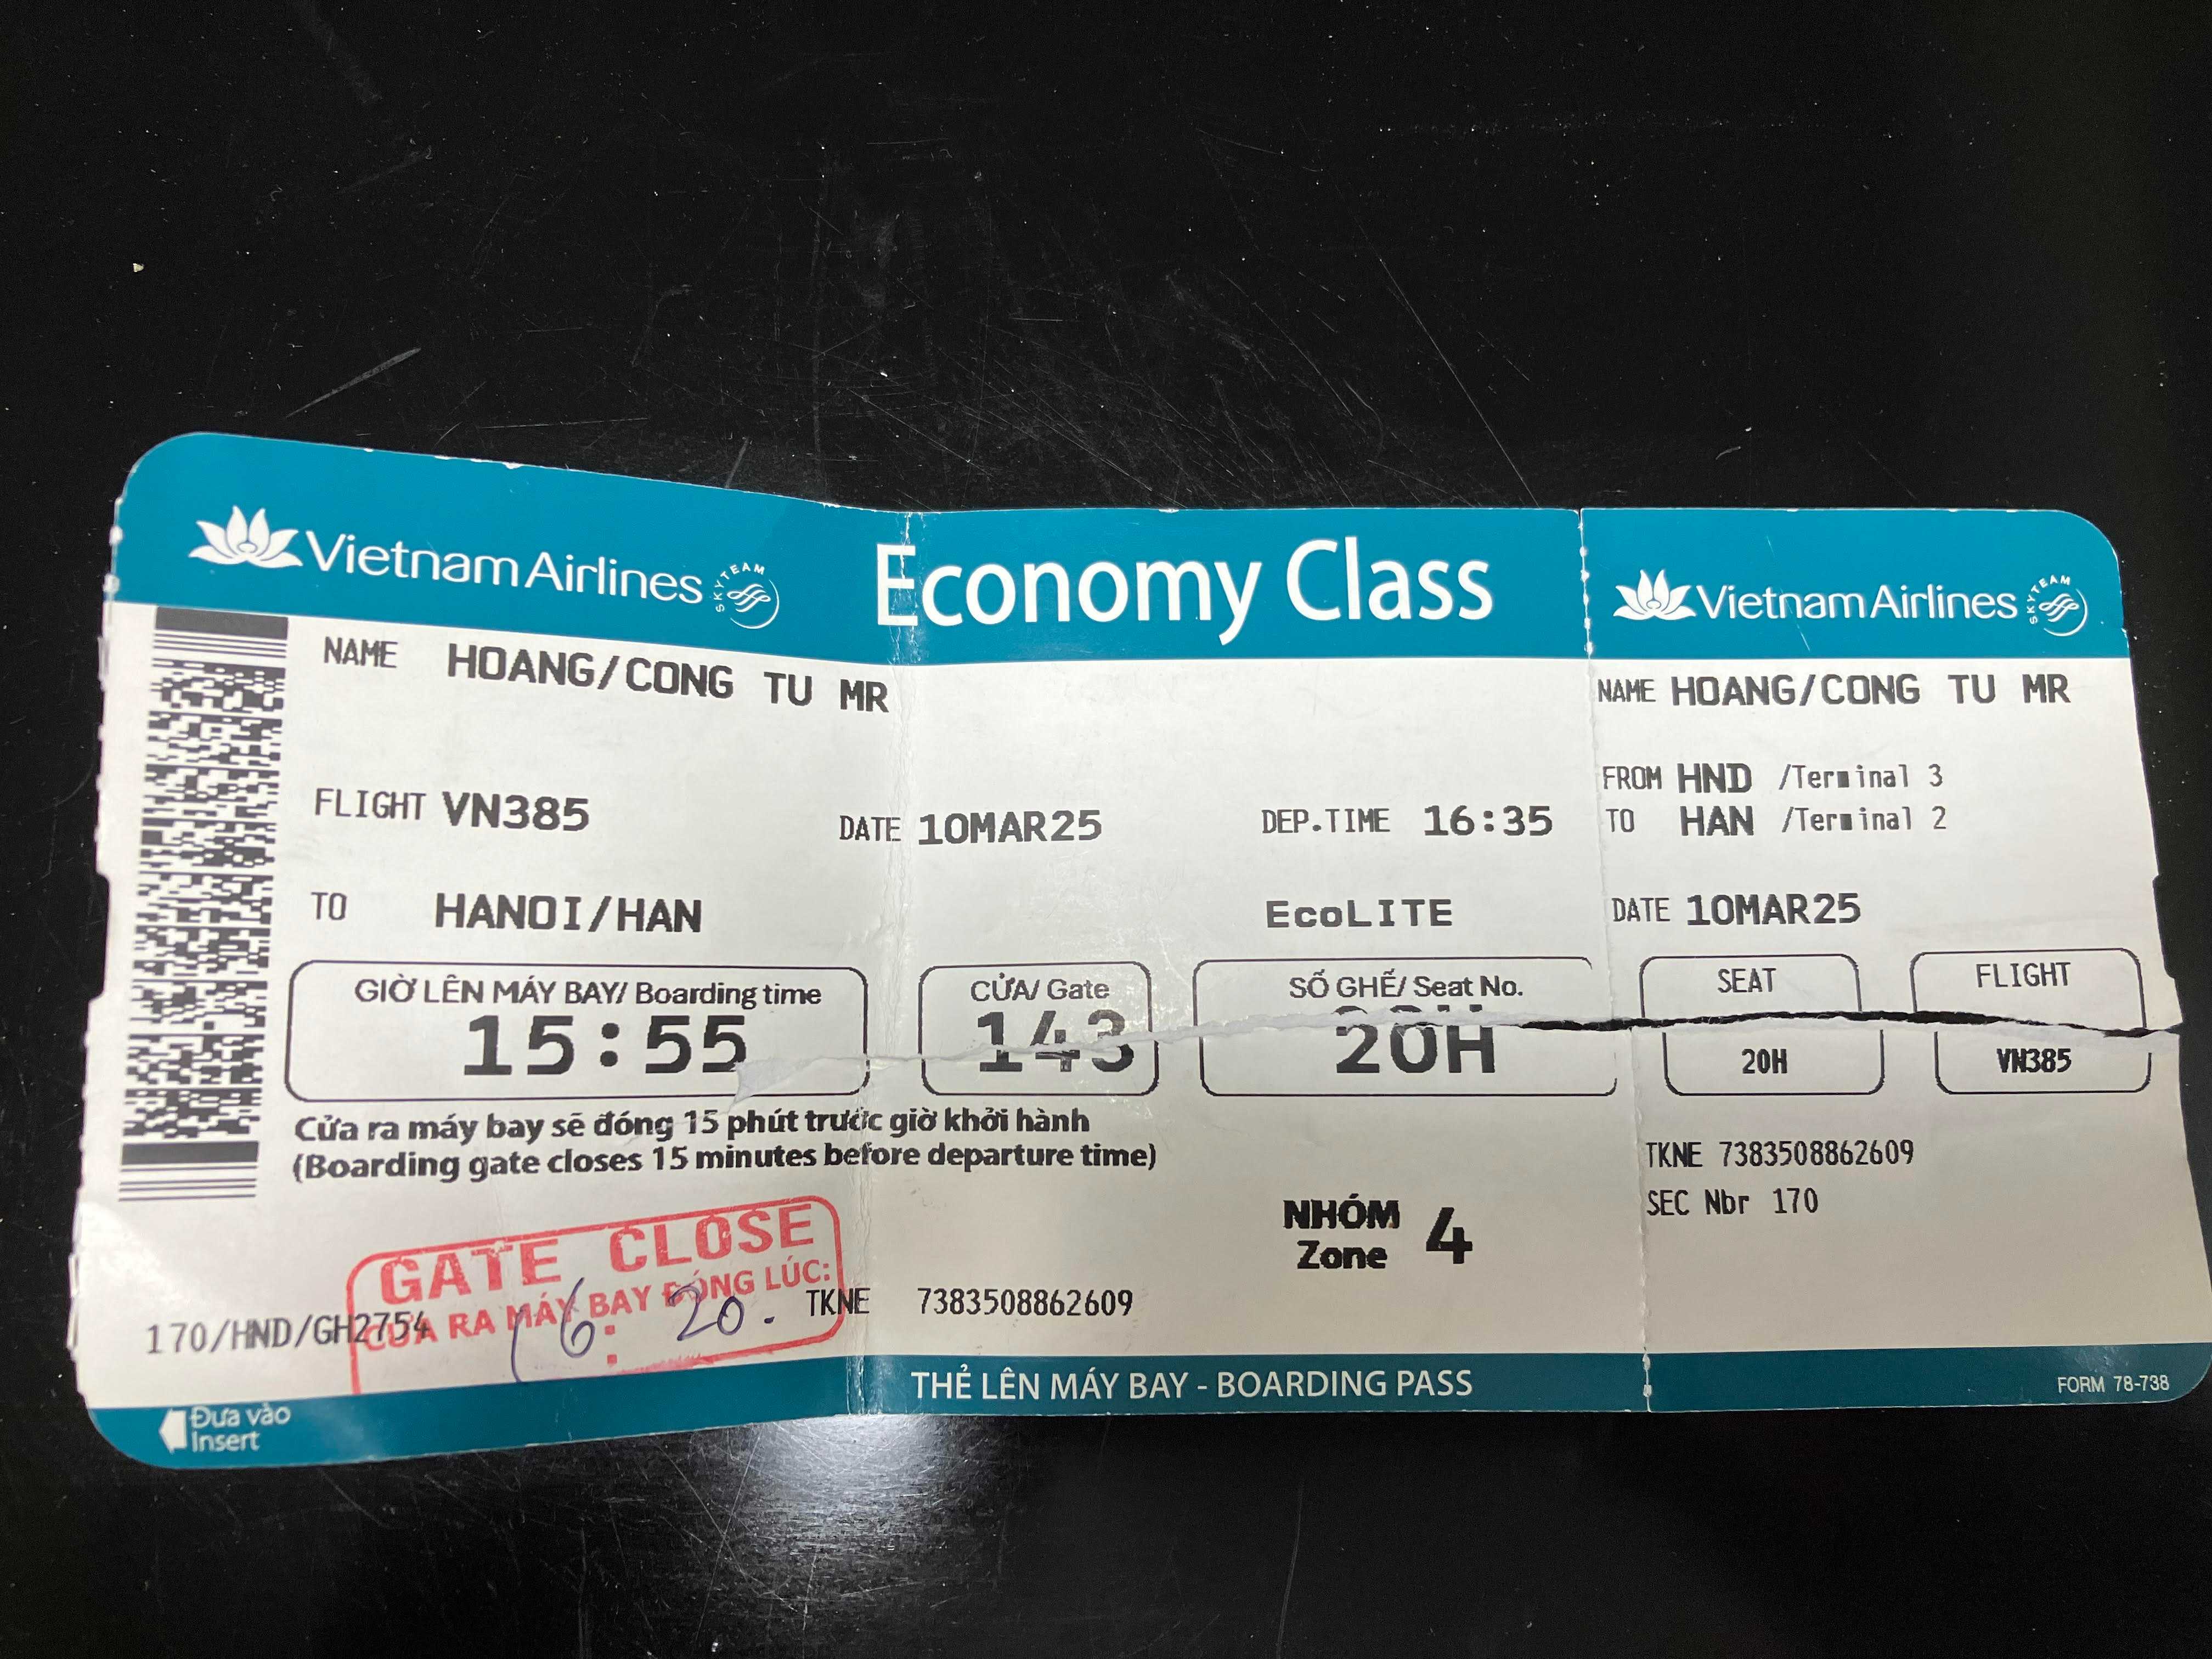 Vietnam Airlines SKYTEAM
Economy Class
Vietnam Airlines SKYTEAM
NAME HOANG/CONG TU MR
FLIGHT VN385 DATE 10MAR25 DEP.TIME 16:35
TO HANOI/HAN EcoLITE
GIỜ LÊN MÁY BAY/ Boarding time
15:55
CỬA/ Gate
143
SỐ GHẾ/ Seat No.
20H
Cửa ra máy bay sẽ đóng 15 phút trước giờ khởi hành
(Boarding gate closes 15 minutes before departure time)
NHÓM
Zone 4
GATE CLOSE
CỬA RA MÁY BAY ĐÓNG LÚC:
16:20.
170/HND/GH2754
TKNE 7383508862609
THẺ LÊN MÁY BAY - BOARDING PASS
Đưa vào
Insert
NAME HOANG/CONG TU MR
FROM HND /Terminal 3
TO HAN /Terminal 2
DATE 10MAR25
SEAT
20H
FLIGHT
VN385
TKNE 7383508862609
SEC Nbr 170
FORM 78-738